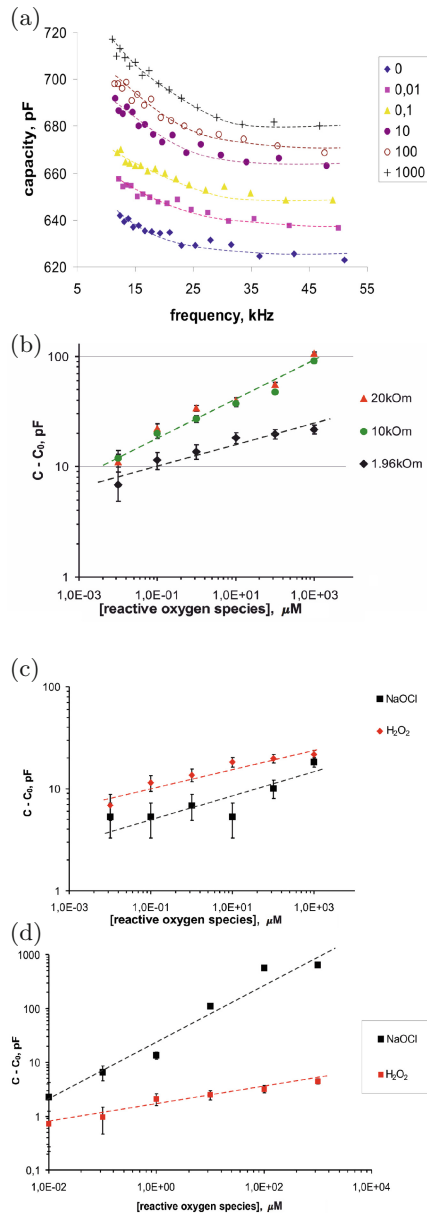 (a)
720
700
680
660
640
620
capacity, pF
5
15
25
35
45
55
frequency, kHz
0
0,01
0,1
10
100
1000
(b)
100
10
1
C - C₀, pF
1,0E-03
1,0E-01
1,0E+01
1,0E+03
[reactive oxygen species], μM
20kOm
10kOm
1.96kOm
(c)
100
10
1
C - C₀, pF
1,0E-03
1,0E-01
1,0E+01
1,0E+03
[reactive oxygen species], μM
NaOCl
H₂O₂
(d)
1000
100
10
1
0,1
C - C₀, pF
1,0E-02
1,0E+00
1,0E+02
1,0E+04
[reactive oxygen species], μM
NaOCl
H₂O₂